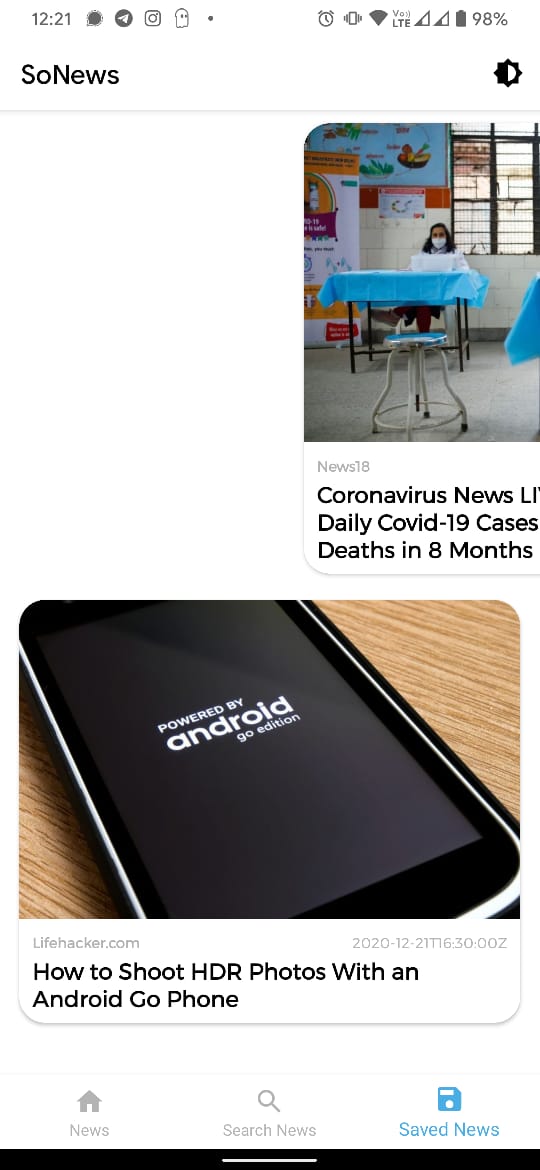 12:21 Vo)) LTE 98%
SoNews
News18
Coronavirus News LI
Daily Covid-19 Cases
Deaths in 8 Months
POWERED BY
android
go edition
Lifehacker.com 2020-12-21T16:30:00Z
How to Shoot HDR Photos With an
Android Go Phone
News Search News Saved News